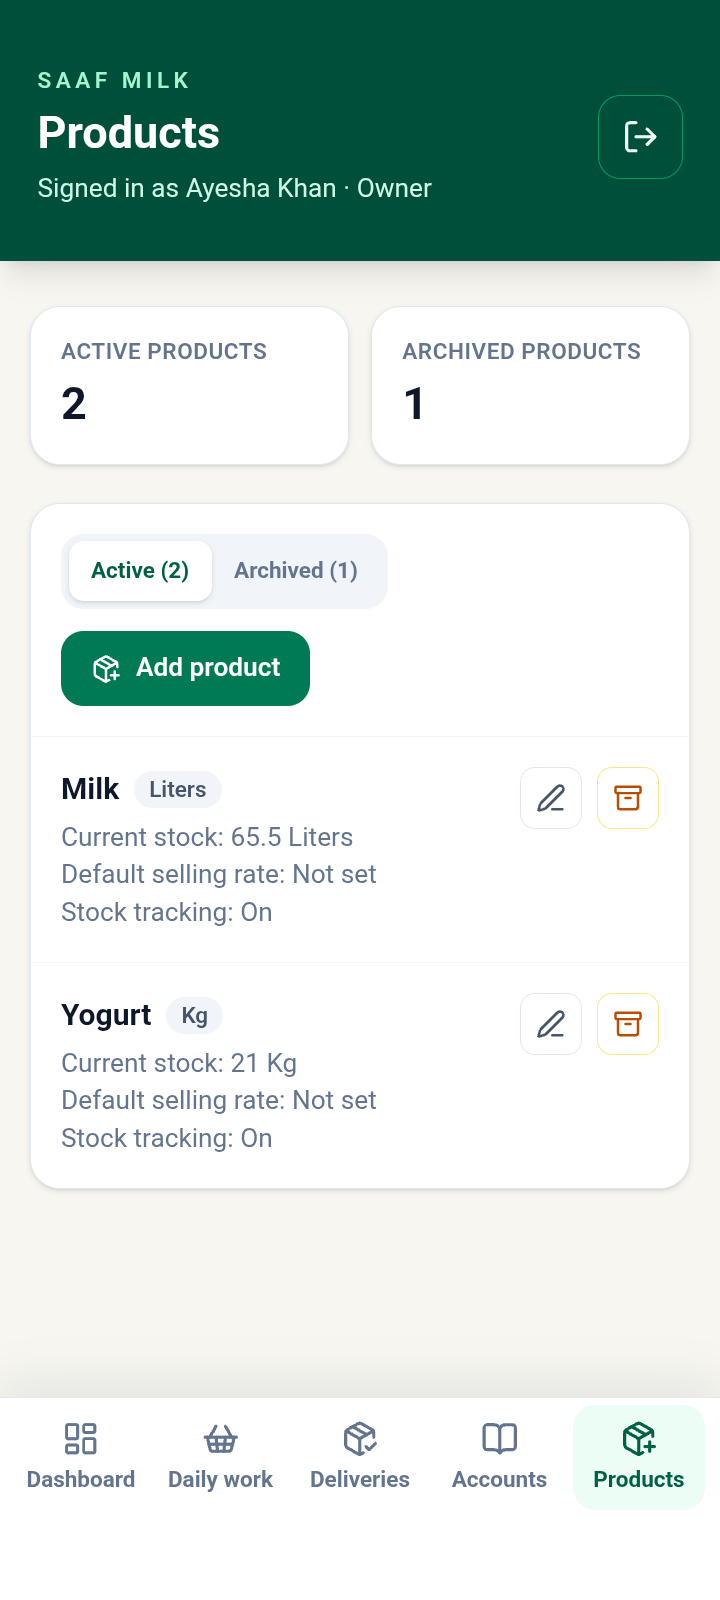 SAAF MILK
Products
Signed in as Ayesha Khan · Owner
ACTIVE PRODUCTS
2
ARCHIVED PRODUCTS
1
Active (2)
Archived (1)
Add product
Milk
Liters
Current stock: 65.5 Liters
Default selling rate: Not set
Stock tracking: On
Yogurt
Kg
Current stock: 21 Kg
Default selling rate: Not set
Stock tracking: On
Dashboard
Daily work
Deliveries
Accounts
Products